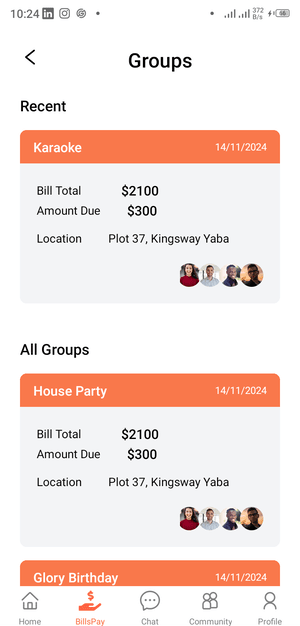 10:24 372 B/s 68
Groups
Recent
Karaoke 14/11/2024
Bill Total $2100
Amount Due $300
Location Plot 37, Kingsway Yaba
All Groups
House Party 14/11/2024
Bill Total $2100
Amount Due $300
Location Plot 37, Kingsway Yaba
Glory Birthday 14/11/2024
Home BillsPay Chat Community Profile